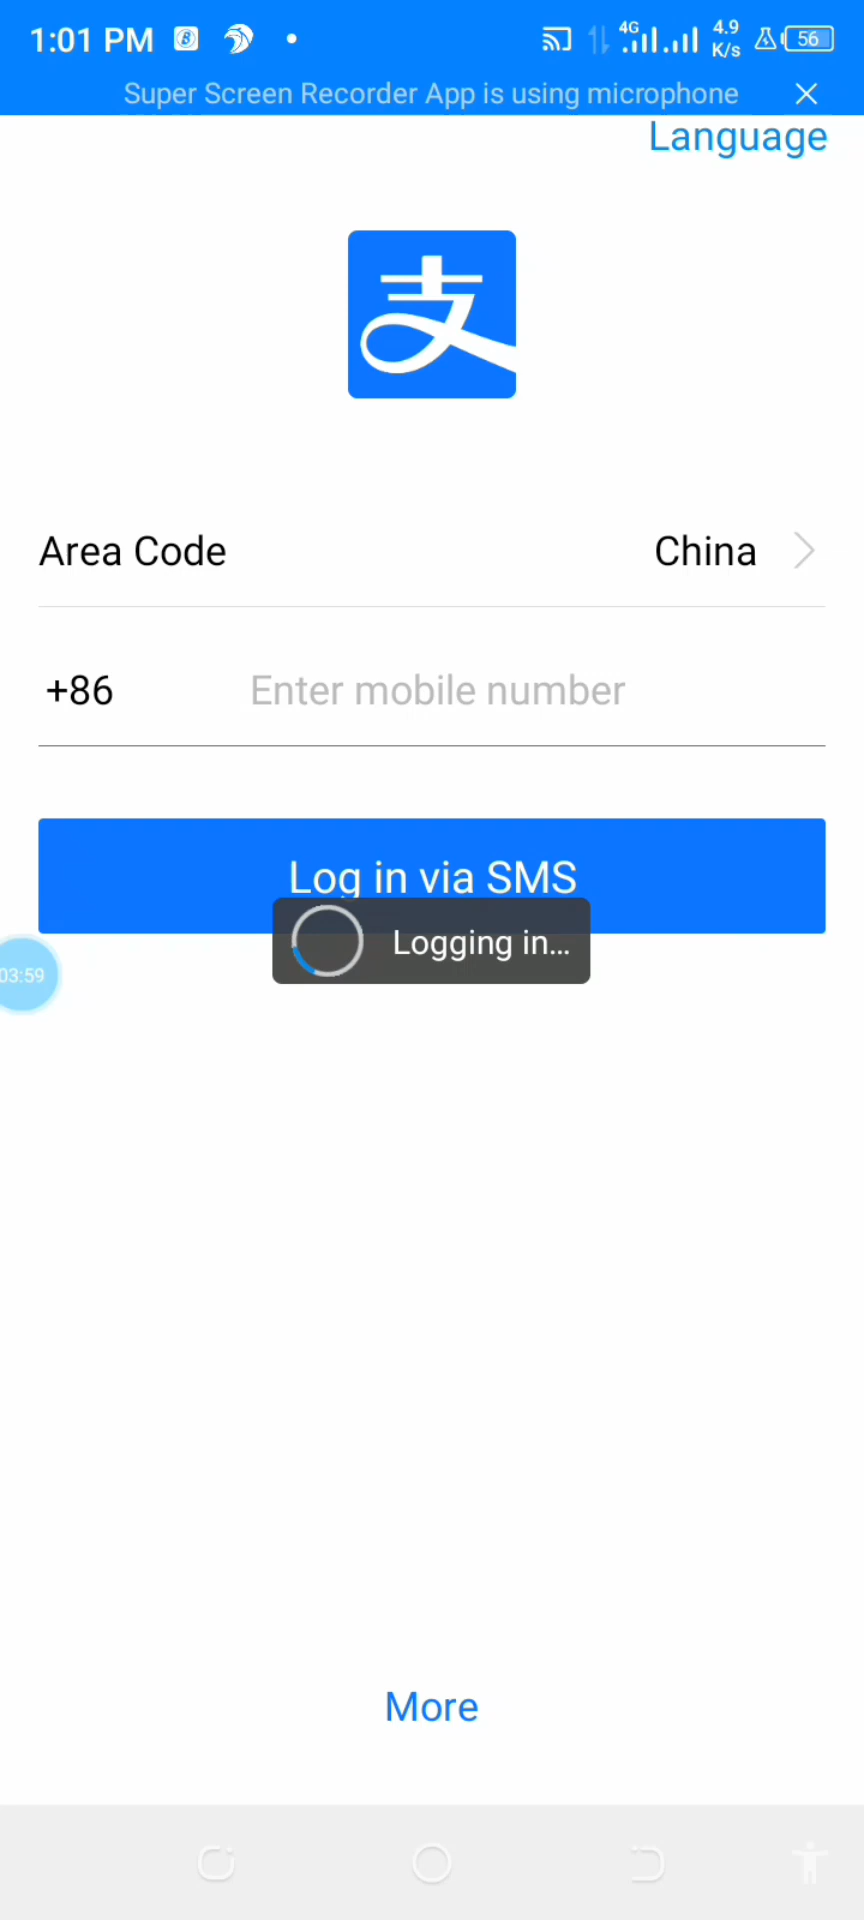 1:01 PM
4G
4.9
K/s
56
Super Screen Recorder App is using microphone
Language
支
Area Code
China
+86
Enter mobile number
Log in via SMS
Logging in...
03:59
More